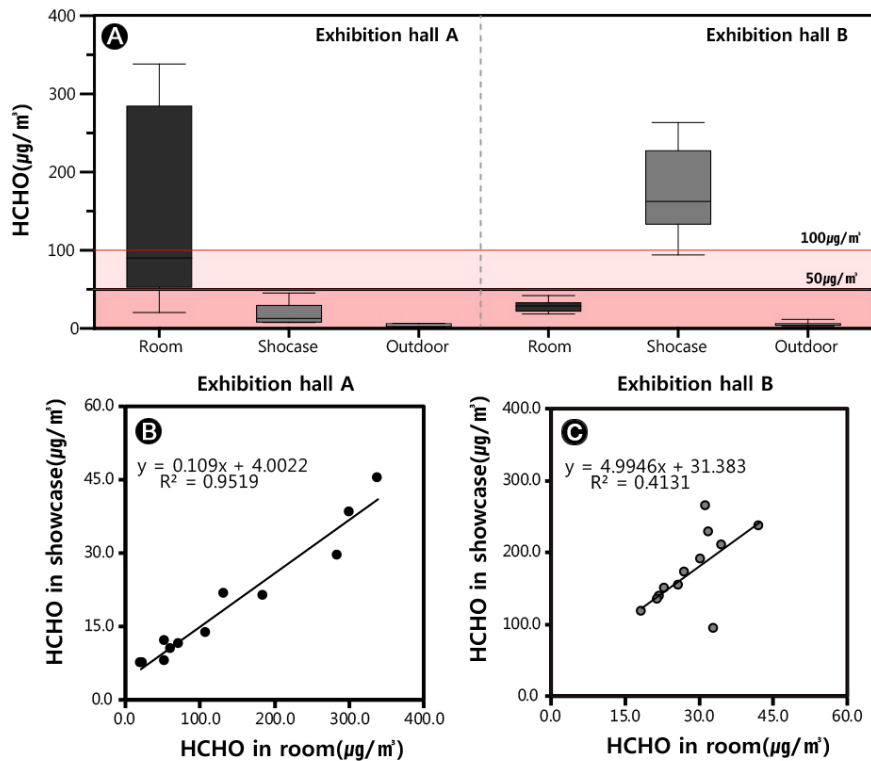 A
Exhibition hall A
Exhibition hall B
HCHO(μg/㎥)
400
300
200
100
0
100μg/㎥
50μg/㎥
Room
Shocase
Outdoor
Room
Shocase
Outdoor
Exhibition hall A
B
y = 0.109x + 4.0022
R² = 0.9519
HCHO in showcase(μg/㎥)
60.0
45.0
30.0
15.0
0.0
0.0
100.0
200.0
300.0
400.0
HCHO in room(μg/㎥)
Exhibition hall B
C
y = 4.9946x + 31.383
R² = 0.4131
HCHO in showcase(μg/㎥)
400.0
300.0
200.0
100.0
0.0
0.0
15.0
30.0
45.0
60.0
HCHO in room(μg/㎥)